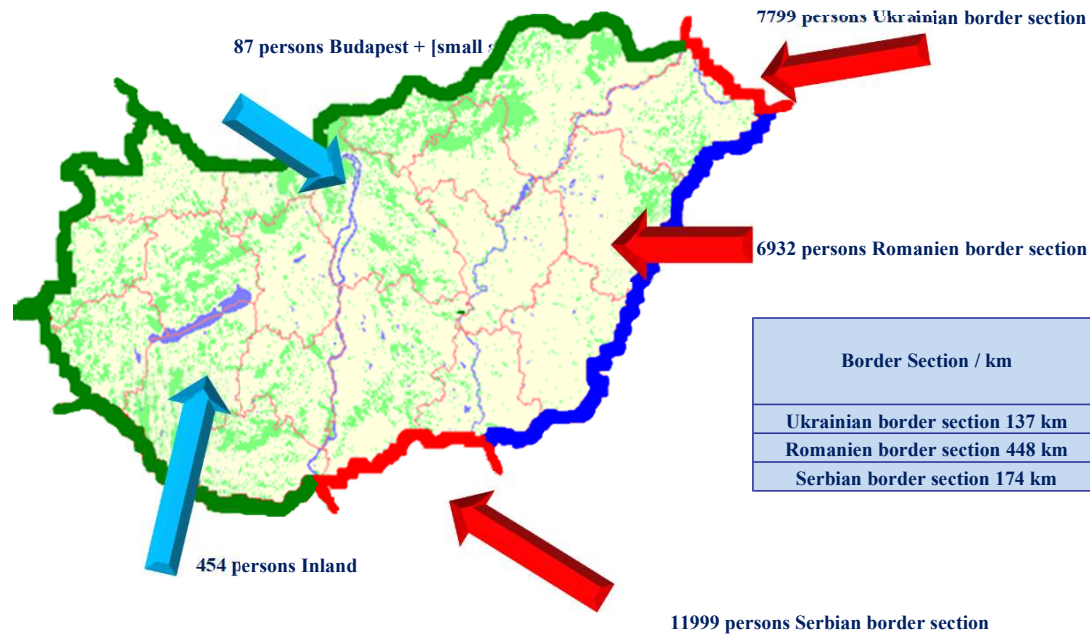 7799 persons Ukrainian border section
87 persons Budapest + [small
6932 persons Romanien border section
Border Section / km
Ukrainian border section 137 km
Romanien border section 448 km
Serbian border section 174 km
454 persons Inland
11999 persons Serbian border section